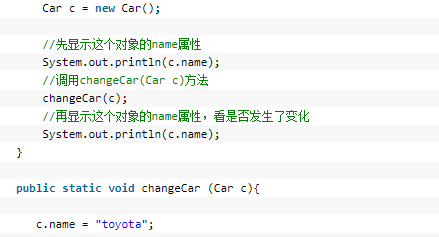 Car c = new Car();
//先显示这个对象的name属性
System.out.println(c.name);
//调用changeCar(Car c)方法
changeCar(c);
//再显示这个对象的name属性，看是否发生了变化
System.out.println(c.name);
}
public static void changeCar (Car c){
c.name = "toyota";